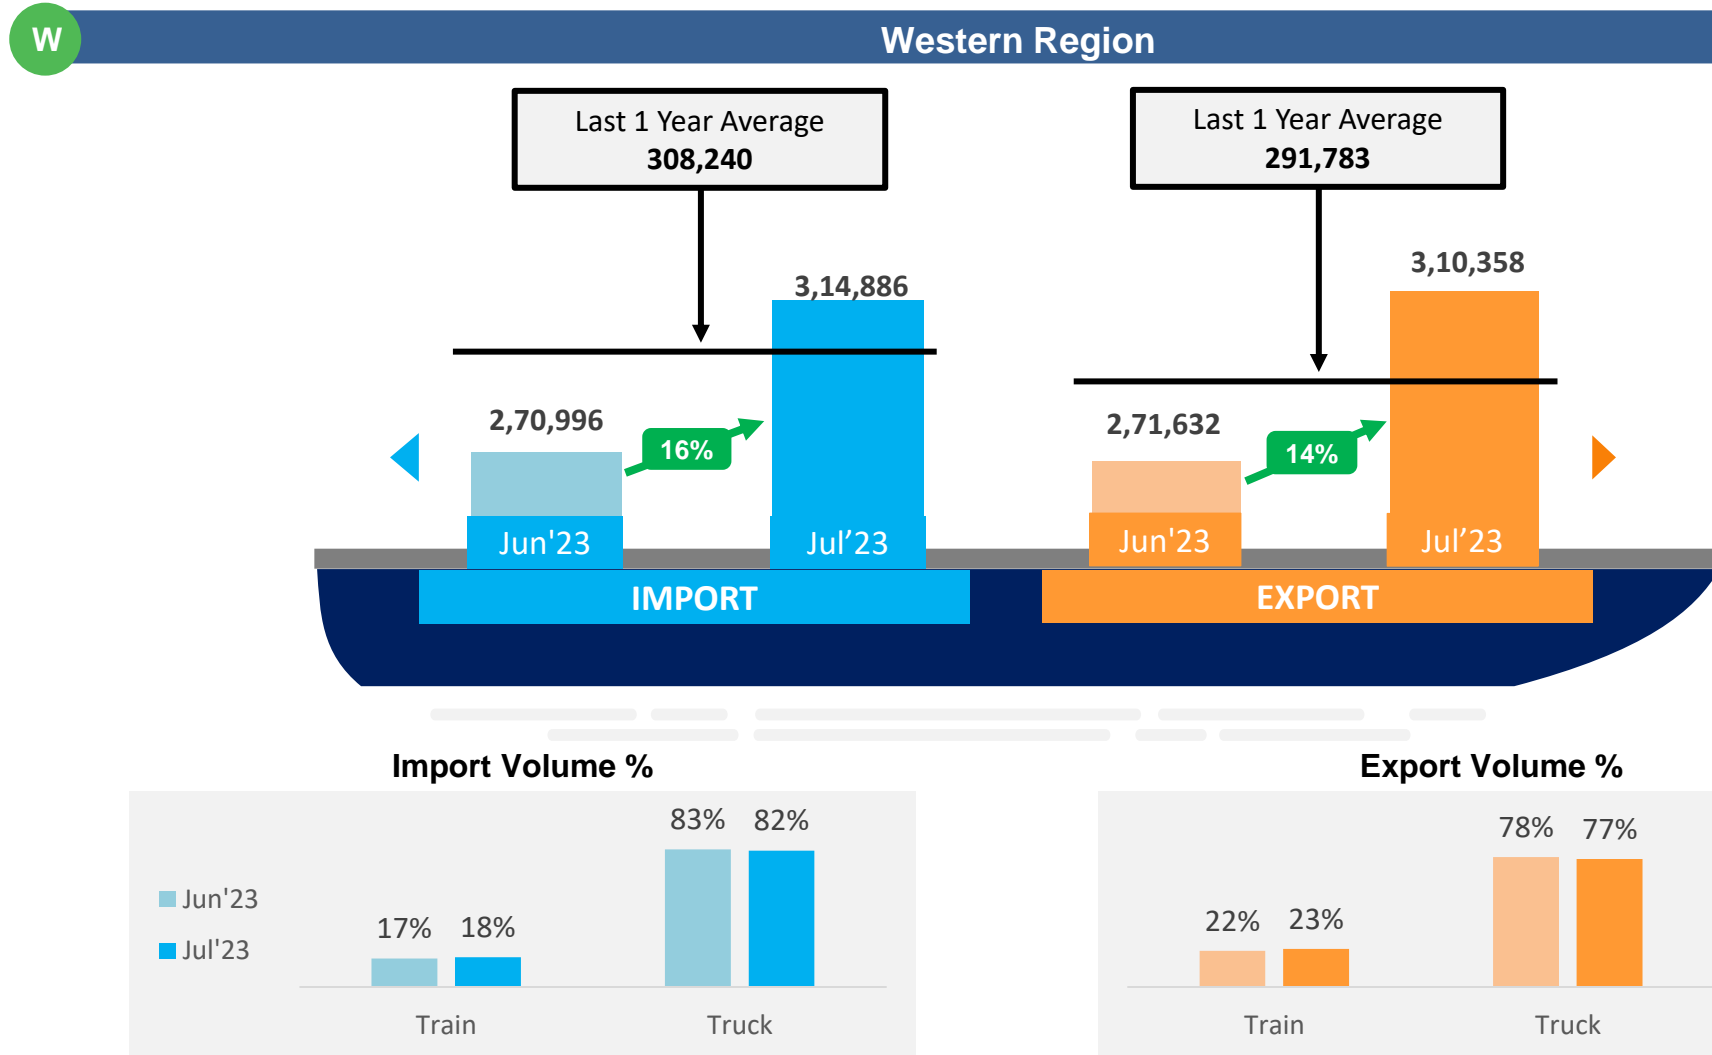 W
Western Region
Last 1 Year Average
308,240
Last 1 Year Average
291,783
3,14,886
3,10,358
2,70,996
16%
2,71,632
14%
Jun'23
Jul’23
Jun'23
Jul’23
IMPORT
EXPORT
Import Volume %
Export Volume %
83%
82%
17%
18%
Jun'23
Jul'23
Train
Truck
78%
77%
22%
23%
Train
Truck